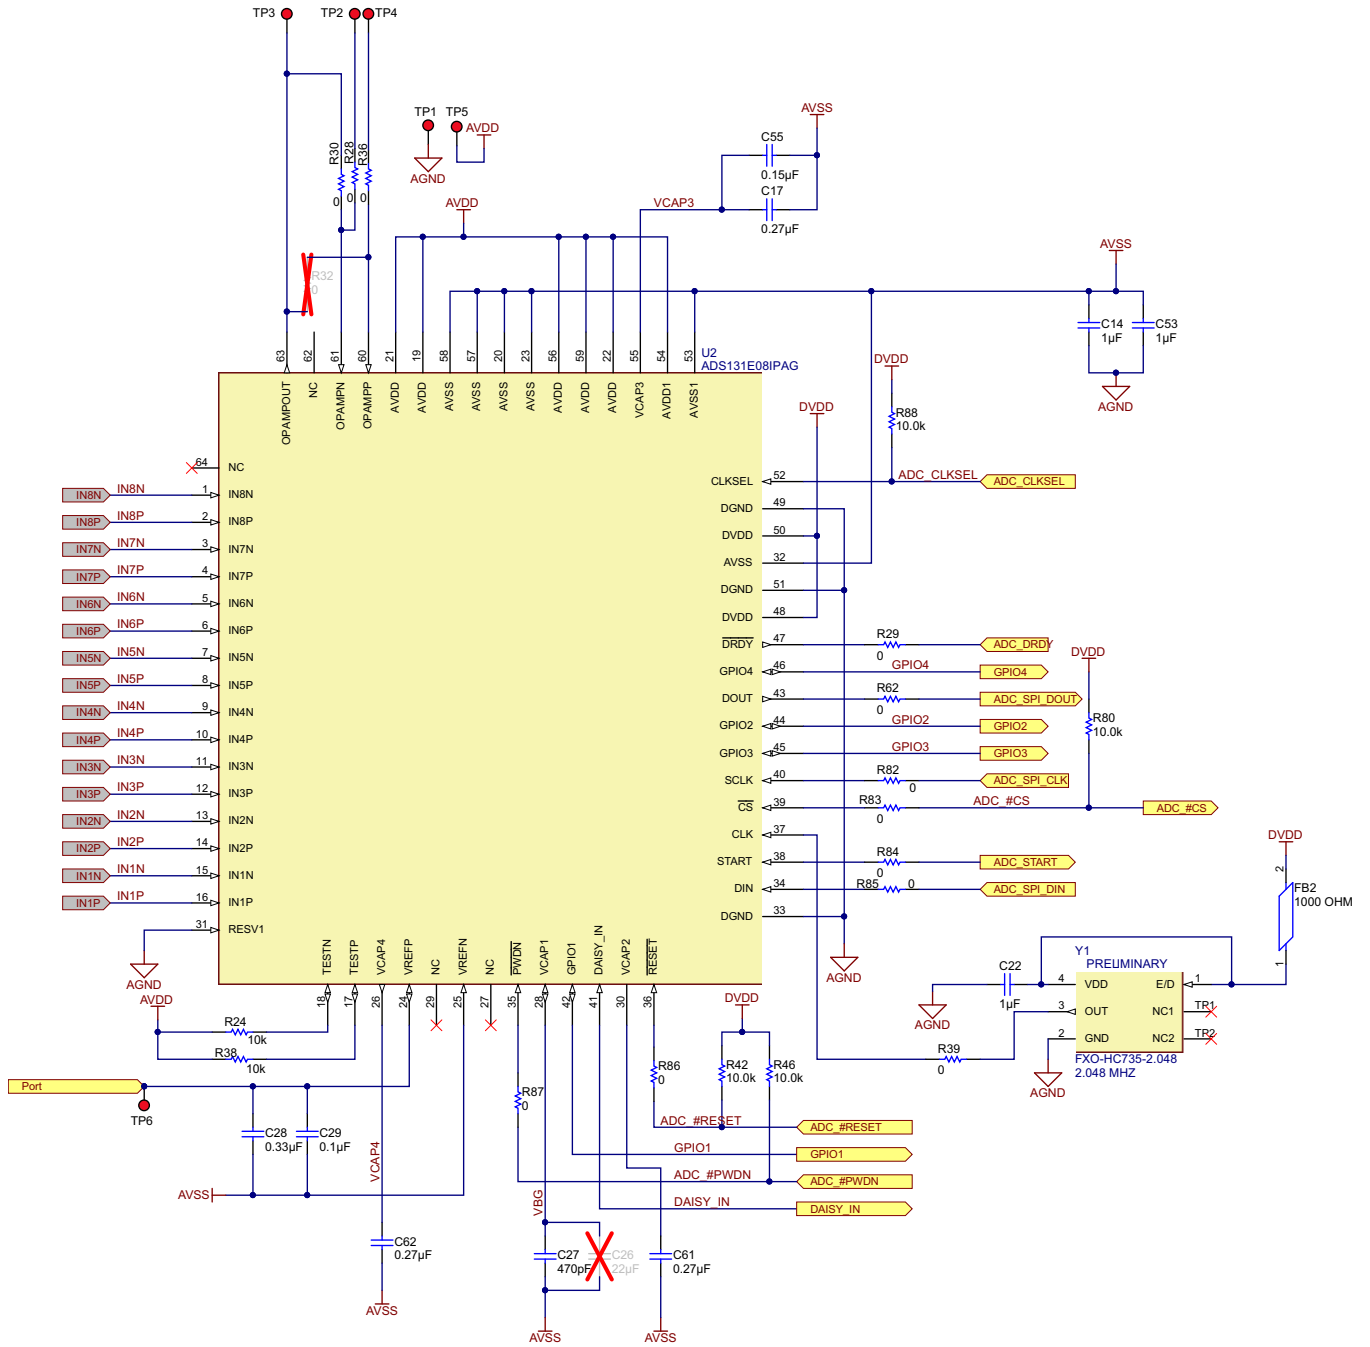 TP3
TP2
TP4
TP1
TP5
AVDD
AGND
R30
0
R28
0
R36
0
R32
0
AVDD
VCAP3
AVSS
C55
0.15µF
C17
0.27µF
AVSS
C14
1µF
C53
1µF
AGND
63
62
61
60
21
19
58
57
20
23
56
59
22
55
54
53
U2
ADS131E08IPAG
OPAMPOUT
NC
OPAMPN
OPAMPP
AVDD
AVDD
AVSS
AVSS
AVSS
AVSS
AVDD
AVDD
AVDD
VCAP3
AVDD1
AVSS1
DVDD
DVDD
R88
10.0k
64 NC
IN8N IN8N 1 IN8N
IN8P IN8P 2 IN8P
IN7N IN7N 3 IN7N
IN7P IN7P 4 IN7P
IN6N IN6N 5 IN6N
IN6P IN6P 6 IN6P
IN5N IN5N 7 IN5N
IN5P IN5P 8 IN5P
IN4N IN4N 9 IN4N
IN4P IN4P 10 IN4P
IN3N IN3N 11 IN3N
IN3P IN3P 12 IN3P
IN2N IN2N 13 IN2N
IN2P IN2P 14 IN2P
IN1N IN1N 15 IN1N
IN1P IN1P 16 IN1P
31 RESV1
AGND
CLKSEL 52 ADC_CLKSEL ADC_CLKSEL
DGND 49
DVDD 50
AVSS 32
DGND 51
DVDD 48
DRDY 47 R29 0 ADC_DRDY
GPIO4 46 GPIO4 GPIO4
DOUT 43 R62 0 ADC_SPI_DOUT
GPIO2 44 GPIO2 GPIO2
GPIO3 45 GPIO3 GPIO3
SCLK 40 R82 0 ADC_SPI_CLK
CS 39 R83 0 ADC_#CS ADC_#CS
CLK 37
START 38 R84 0 ADC_START
DIN 34 R85 0 ADC_SPI_DIN
DGND 33
AGND
DVDD
R80
10.0k
DVDD
2
FB2
1000 OHM
1
Y1
PRELIMINARY
C22
1µF
AGND
4 VDD E/D 1
3 OUT NC1 TP1
2 GND NC2 TP2
FXO-HC735-2.048
2.048 MHZ
AGND
R39
0
TESTN
TESTP
VCAP4
VREFP
NC
VREFN
NC
PWDN
VCAP1
GPIO1
DAISY_IN
VCAP2
RESET
18
17
26
24
29
25
27
35
28
42
41
30
36
AVDD
R24
10k
R38
10k
Port
TP6
C28
0.33µF
C29
0.1µF
AVSS
VCAP4
C62
0.27µF
AVSS
DVDD
R86
0
R42
10.0k
R46
10.0k
R87
0
ADC_#RESET ADC_#RESET
GPIO1 GPIO1
ADC_#PWDN ADC_#PWDN
DAISY_IN DAISY_IN
VBG
C27
470pF
C26
22µF
C61
0.27µF
AVSS
AVSS